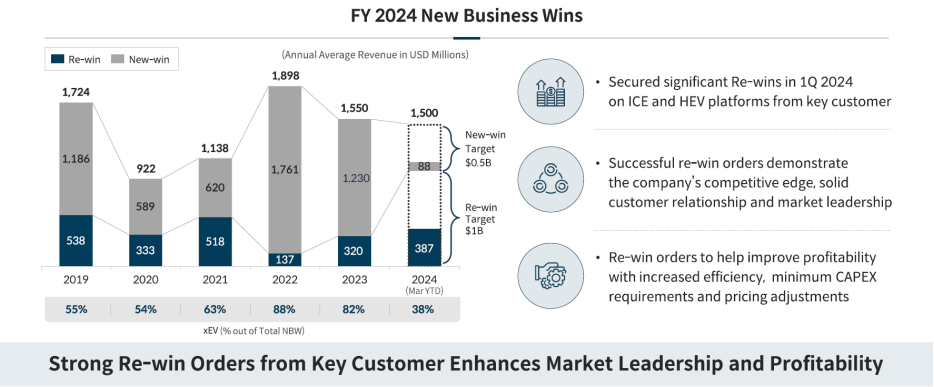 FY 2024 New Business Wins
Re-win New-win
(Annual Average Revenue in USD Millions)
1,724
922
1,138
1,898
1,550
1,500
1,186
589
620
1,761
1,230
88
538
333
518
137
320
387
New-win
Target
$0.5B
Re-win
Target
$1B
2019 2020 2021 2022 2023 2024
(Mar YTD)
55% 54% 63% 88% 82% 38%
xEV (% out of Total NBW)
• Secured significant Re-wins in 1Q 2024
on ICE and HEV platforms from key customer
• Successful re-win orders demonstrate
the company's competitive edge, solid
customer relationship and market leadership
• Re-win orders to help improve profitability
with increased efficiency, minimum CAPEX
requirements and pricing adjustments
Strong Re-win Orders from Key Customer Enhances Market Leadership and Profitability